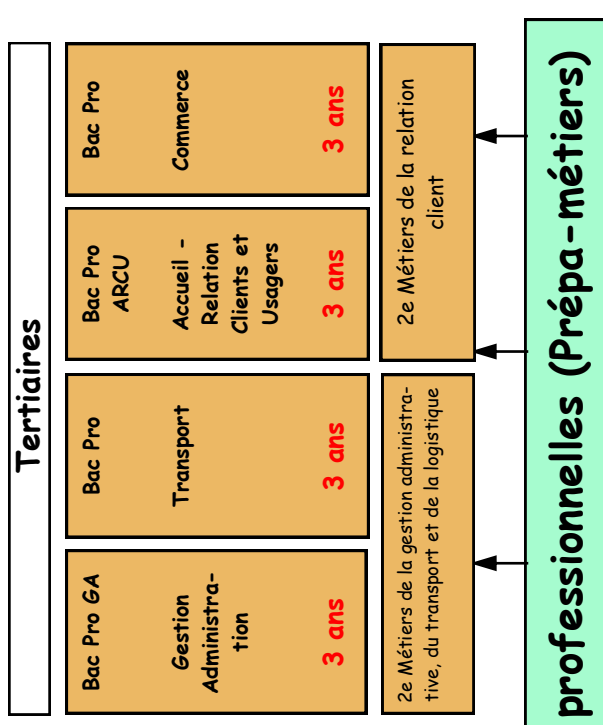 Tertiaires
Bac Pro GA
Gestion
Administra-
tion
3 ans
Bac Pro
Transport
3 ans
Bac Pro
ARCU
Accueil -
Relation
Clients et
Usagers
3 ans
Bac Pro
Commerce
3 ans
2e Métiers de la gestion administra-
tive, du transport et de la logistique
2e Métiers de la relation
client
professionnelles (Prépa-métiers)